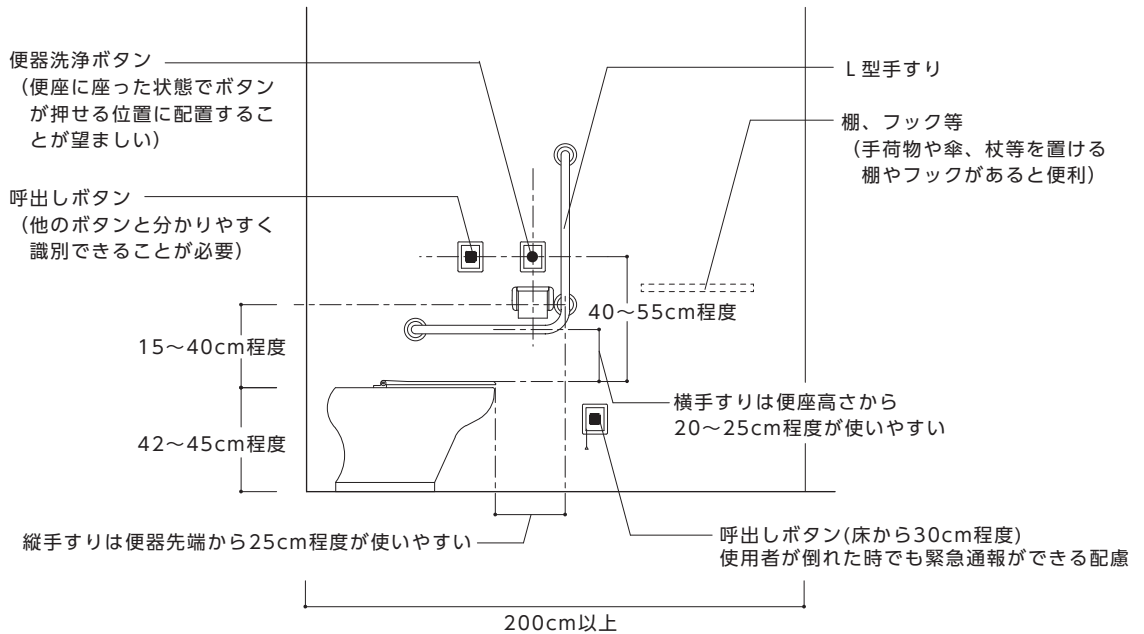 便器洗浄ボタン
（便座に座った状態でボタン
が押せる位置に配置するこ
とが望ましい）
呼出しボタン
（他のボタンと分かりやすく
識別できることが必要）
L型手すり
棚、フック等
（手荷物や傘、杖等を置ける
棚やフックがあると便利）
40～55cm程度
15～40cm程度
42～45cm程度
横手すりは便座高さから
20～25cm程度が使いやすい
縦手すりは便器先端から25cm程度が使いやすい
呼出しボタン(床から30cm程度)
使用者が倒れた時でも緊急通報ができる配慮
200cm以上